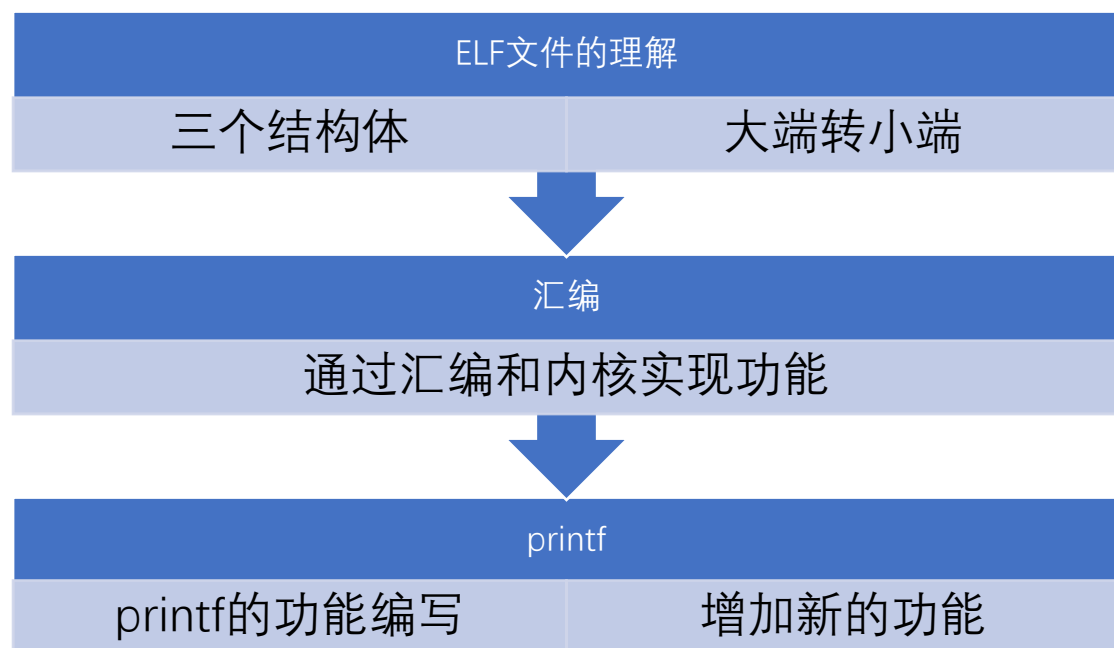 ELF文件的理解
三个结构体
大端转小端
汇编
通过汇编和内核实现功能
printf
printf的功能编写
增加新的功能